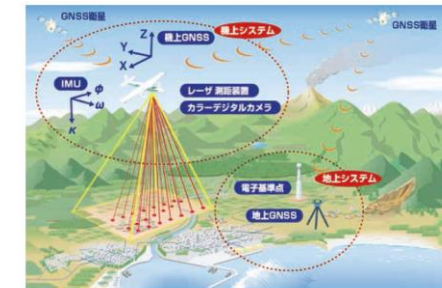 GNSS衛星
GNSS衛星
Z
Y
X
機上GNSS
機上システム
IMU
φ
ω
κ
レーザ測距装置
カラーデジタルカメラ
電子基準点
地上システム
地上GNSS